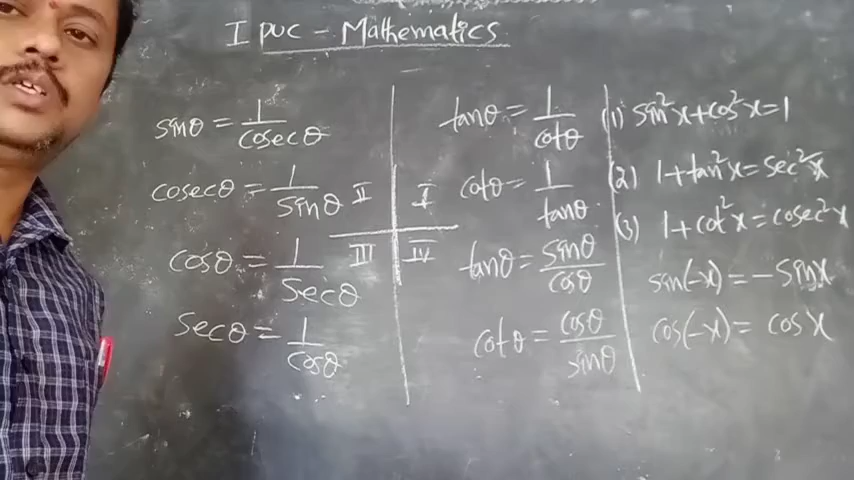 I PUC - Mathematics
sinθ = 1/cosecθ
cosecθ = 1/sinθ
cosθ = 1/secθ
secθ = 1/cosθ
II I
III IV
tanθ = 1/cotθ
cotθ = 1/tanθ
tanθ = sinθ/cosθ
cotθ = cosθ/sinθ
(1) sin²x+cos²x=1
(2) 1+tan²x=sec²x
(3) 1+cot²x=cosec²x
sin(-x)=-sinx
cos(-x)= cosx